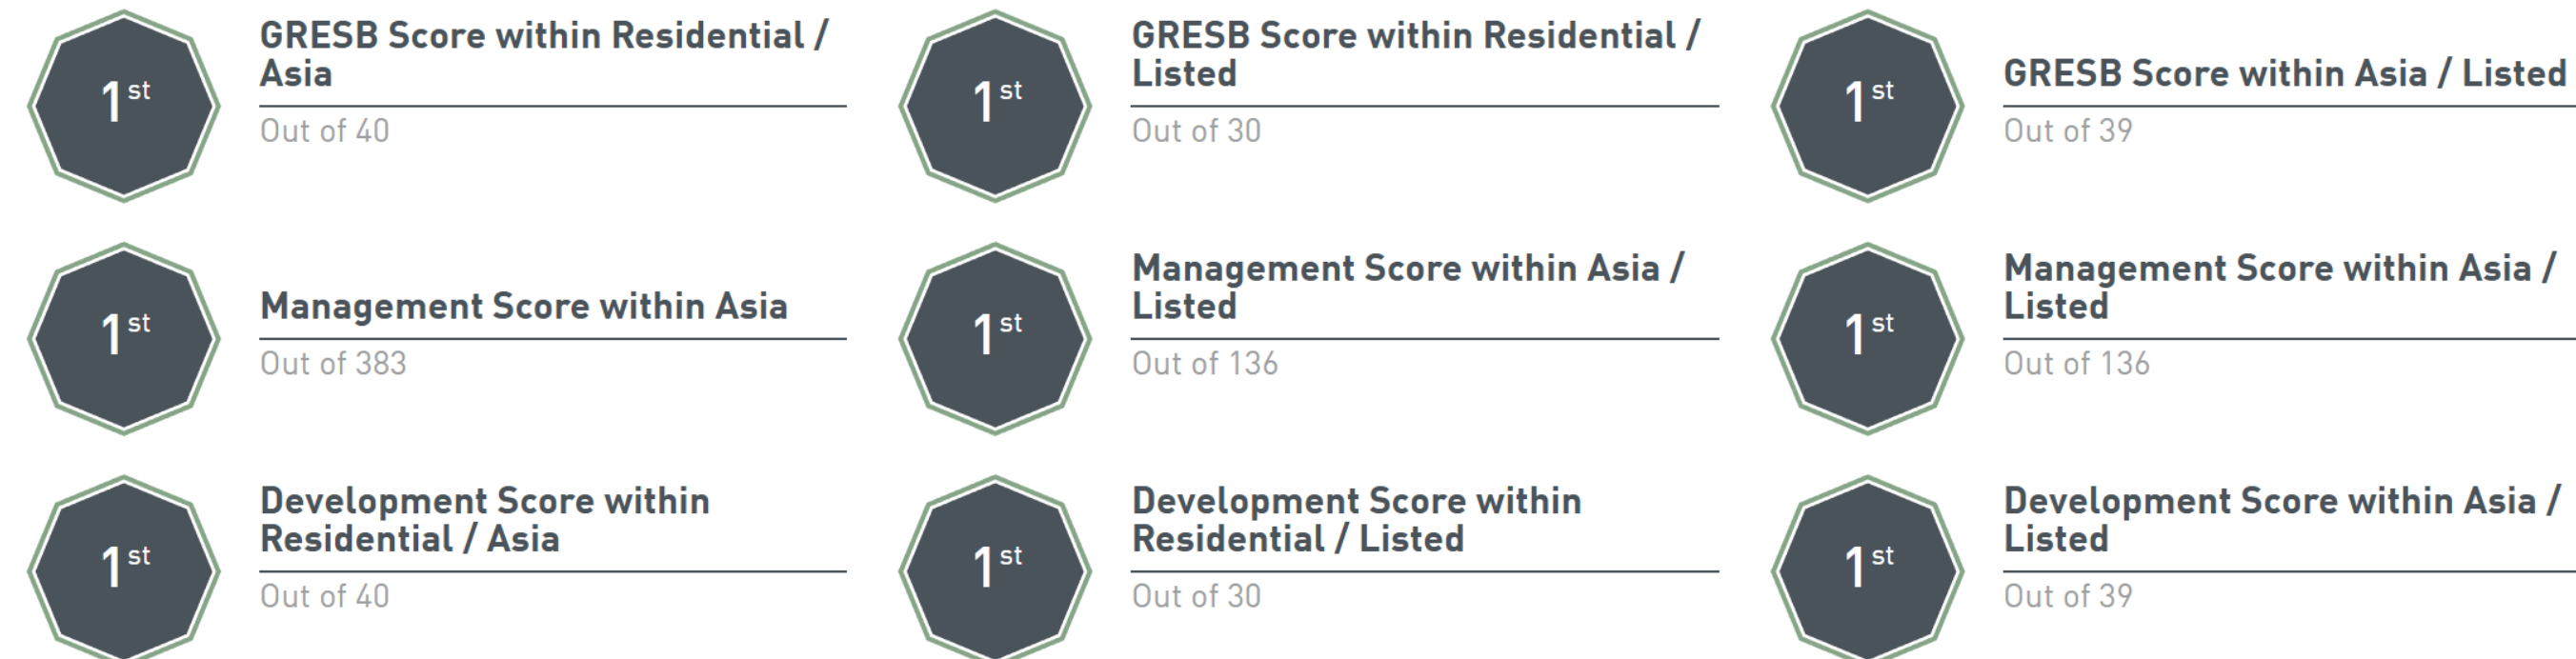 1st
GRESB Score within Residential /
Asia
Out of 40
1st
GRESB Score within Residential /
Listed
Out of 30
1st
GRESB Score within Asia / Listed
Out of 39
1st
Management Score within Asia
Out of 383
1st
Management Score within Asia /
Listed
Out of 136
1st
Management Score within Asia /
Listed
Out of 136
1st
Development Score within
Residential / Asia
Out of 40
1st
Development Score within
Residential / Listed
Out of 30
1st
Development Score within Asia /
Listed
Out of 39